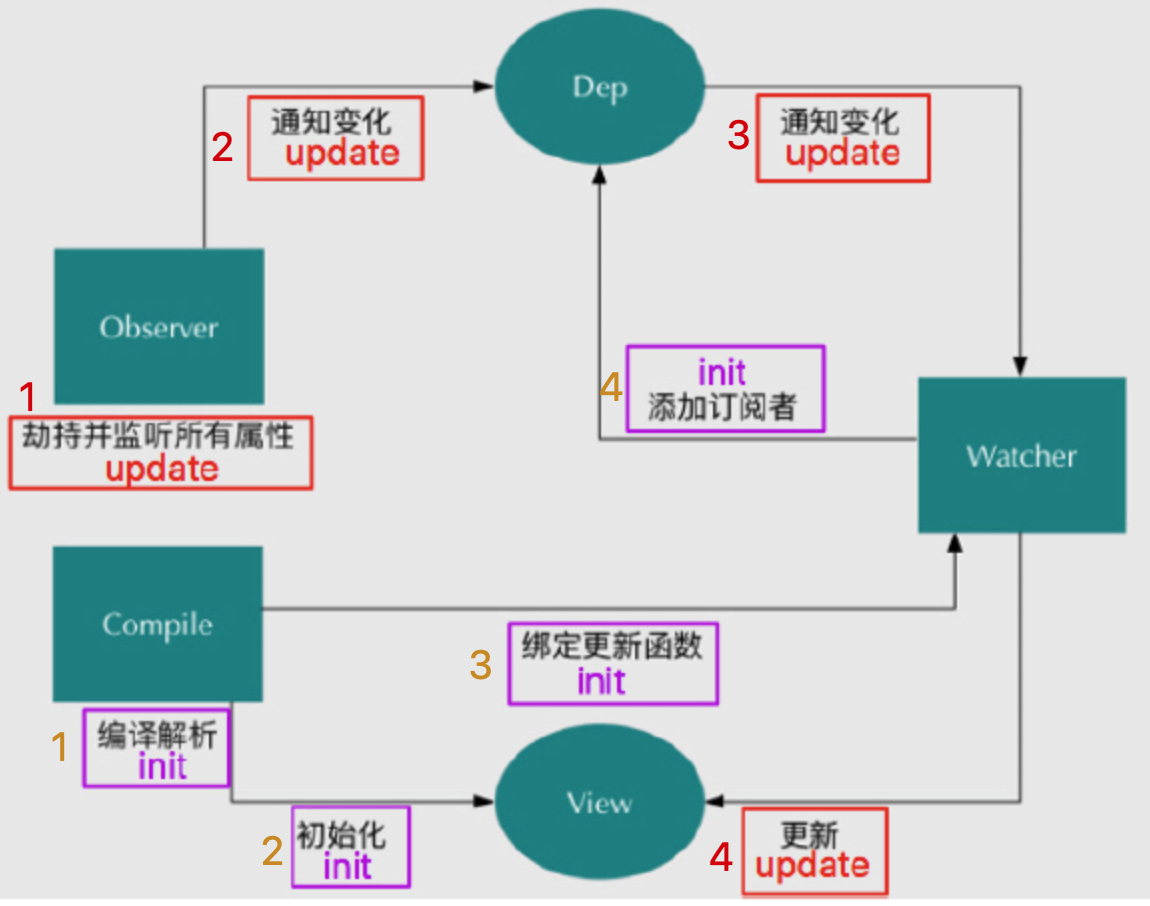 Dep
2
通知变化
update
3
通知变化
update
Observer
1
劫持并监听所有属性
update
4
init
添加订阅者
Watcher
Compile
3
绑定更新函数
init
1
编译解析
init
View
2
初始化
init
4
更新
update